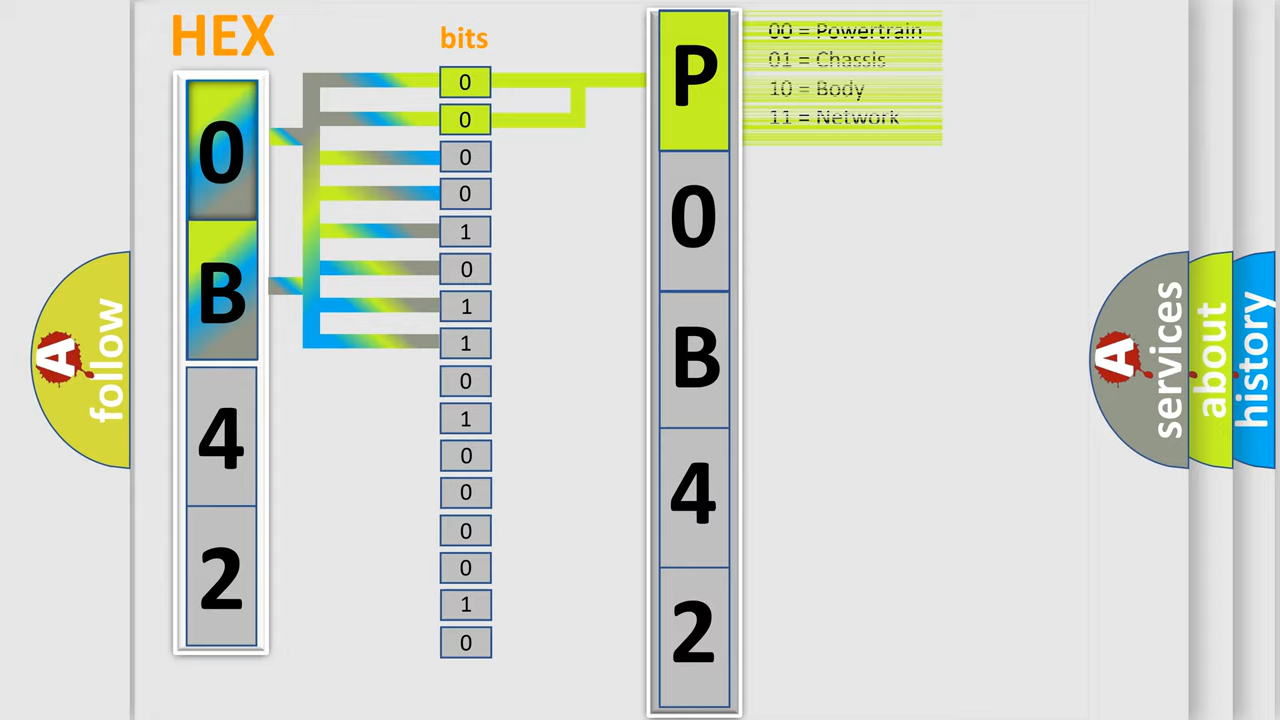 HEX
bits
0
B
4
2
0
0
0
0
1
0
1
1
0
1
0
0
0
0
1
0
P
0
B
4
2
00 = Powertrain
01 = Chassis
10 = Body
11 = Network
A
follow
A
services
about
history